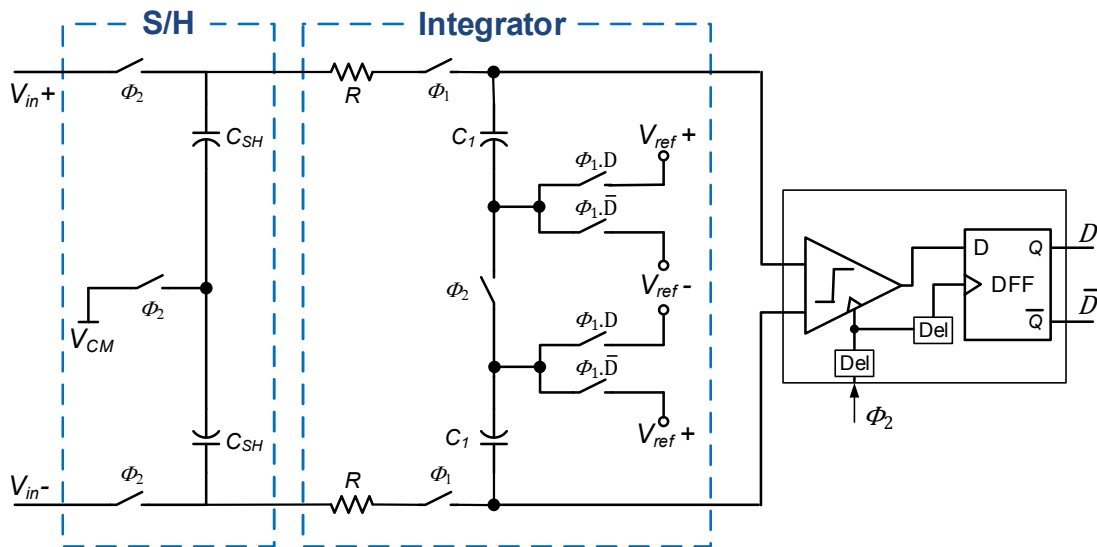 S/H
Integrator
Vin+
Φ2
R
Φ1
CSH
C1
Vref+
Φ1.D
Φ1.D̅
Vref-
Φ2
Φ2
VCM
Φ1.D
Φ1.D̅
Vref+
CSH
C1
Vin-
Φ2
R
Φ1
D
Q
D
DFF
Q̅
D̅
Del
Del
Φ2